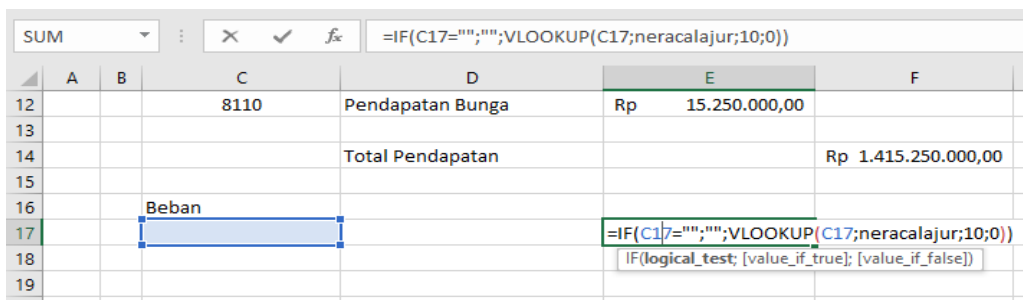 SUM fx =IF(C17="";"";VLOOKUP(C17;neracalajur;10;0))
A B C D E F
12 8110 Pendapatan Bunga Rp 15.250.000,00
13
14 Total Pendapatan Rp 1.415.250.000,00
15
16 Beban
17 =IF(C17="";"";VLOOKUP(C17;neracalajur;10;0))
18 IF(logical_test; [value_if_true]; [value_if_false])
19